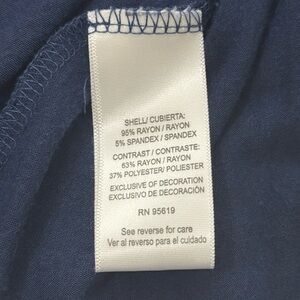 SHELL/ CUBIERTA:
95% RAYON / RAYON
5% SPANDEX / SPANDEX
CONTRAST / CONTRASTE:
63% RAYON / RAYON
37% POLYESTER/ POLIESTER
EXCLUSIVE OF DECORATION
EXCLUSIVO DE DECORACIÓN
RN 95619
See reverse for care
Ver al reverso para el cuidado